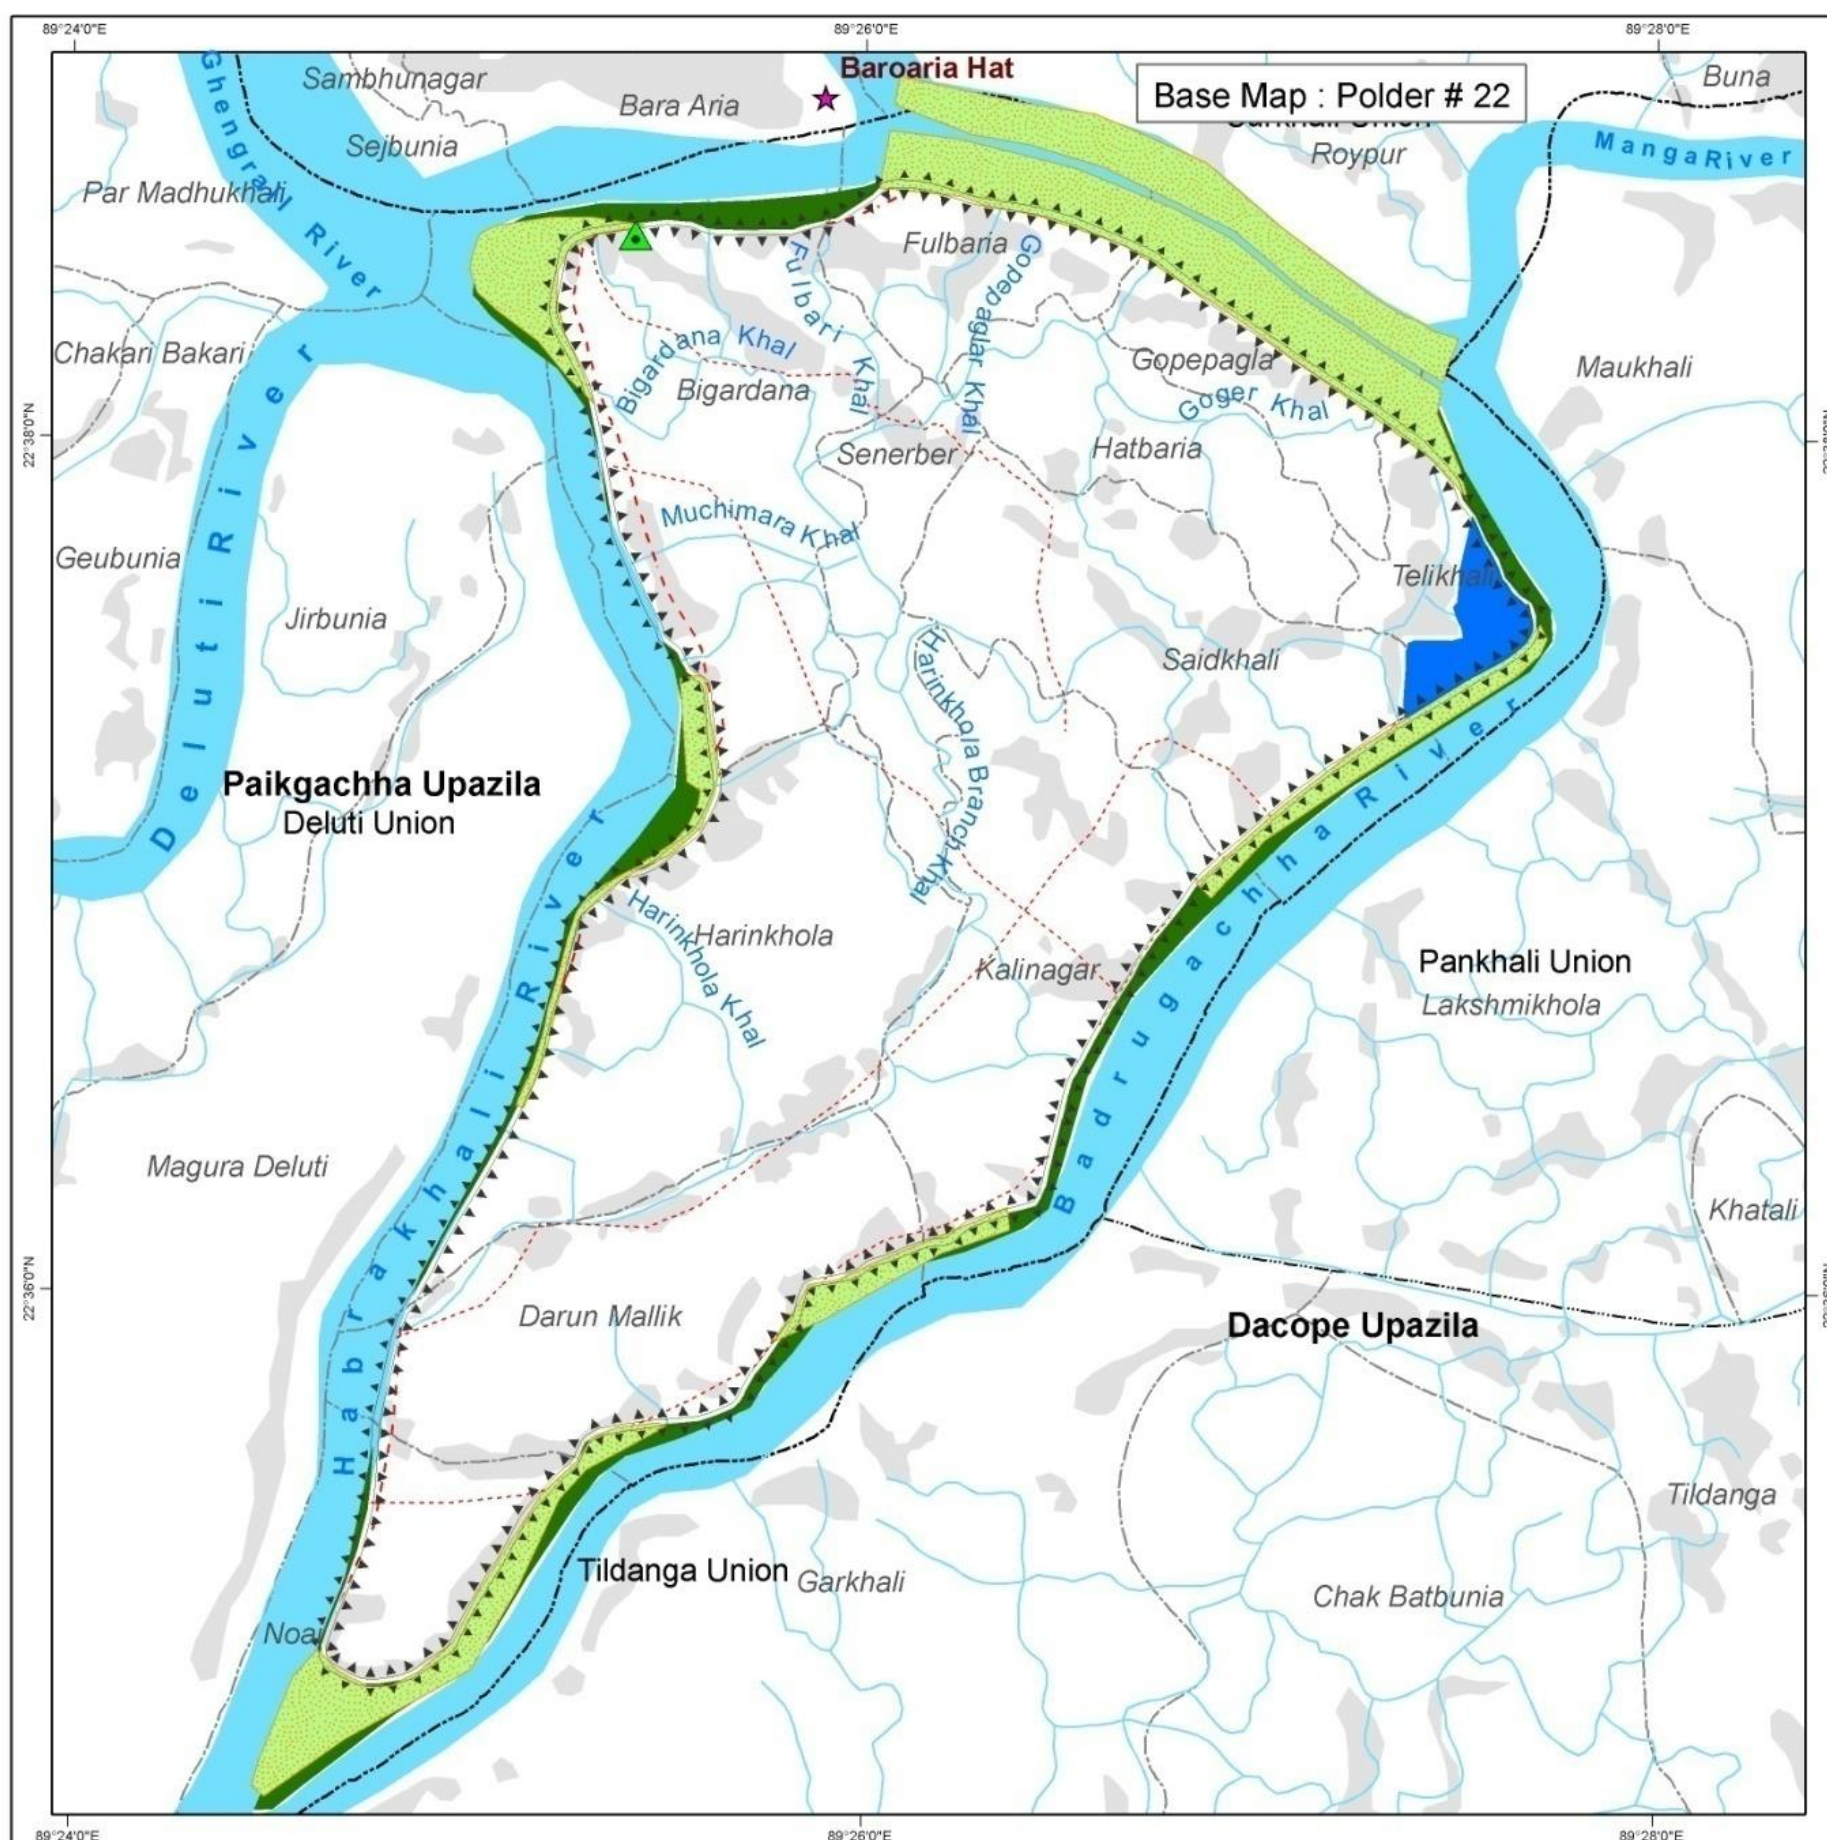 89°24'0"E
89°26'0"E
89°28'0"E
Baroaria Hat
Base Map : Polder # 22
Buna
Sambhunagar
Bara Aria
Sejbunia
Roypur
Manga River
Ghengrail River
Par Madhukhali
Fulbaria
Fulbari Khal
Gopepaglar Khal
Chakari Bakari
Bigardana Khal
Bigardana
Gopepagla
Goger Khal
Maukhali
22°38'0"N
Senerber
Hatbaria
Muchimara Khal
Geubunia
Telikhali
Jirbunia
Deluti River
Saidkhali
Harinkhola Branch Khal
Paikgachha Upazila
Deluti Union
Harinkhola
Harinkhola Khal
Kalinagar
Badrugachha River
Pankhali Union
Lakshmikhola
Magura Deluti
Habrakhali River
Khatali
22°36'0"N
Darun Mallik
Dacope Upazila
Tildanga
Tildanga Union
Garkhali
Chak Batbunia
Noai
89°24'0"E
89°26'0"E
89°28'0"E